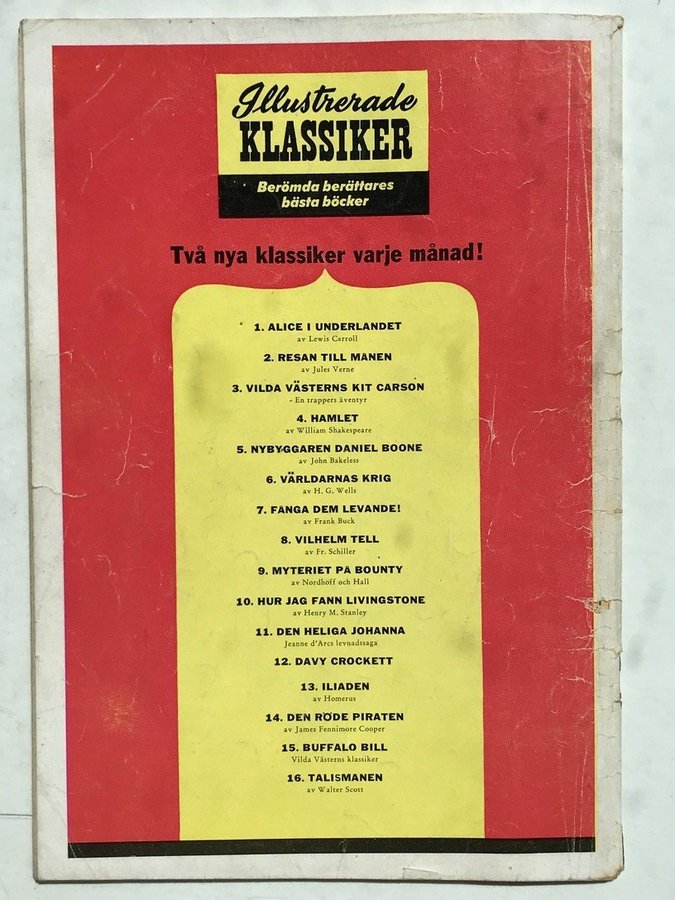 Illustrerade
KLASSIKER
Berömda berättares
bästa böcker
Två nya klassiker varje månad!
1. ALICE I UNDERLANDET
av Lewis Carroll
2. RESAN TILL MÅNEN
av Jules Verne
3. VILDA VÄSTERNS KIT CARSON
- En trappers äventyr
4. HAMLET
av William Shakespeare
5. NYBYGGAREN DANIEL BOONE
av John Bakeless
6. VÄRLDARNAS KRIG
av H. G. Wells
7. FÅNGA DEM LEVANDE!
av Frank Buck
8. VILHELM TELL
av Fr. Schiller
9. MYTERIET PÅ BOUNTY
av Nordhoff och Hall
10. HUR JAG FANN LIVINGSTONE
av Henry M. Stanley
11. DEN HELIGA JOHANNA
Jeanne d'Arcs levnadssaga
12. DAVY CROCKETT
13. ILIADEN
av Homerus
14. DEN RÖDE PIRATEN
av James Fennimore Cooper
15. BUFFALO BILL
Vilda Västerns klassiker
16. TALISMANEN
av Walter Scott